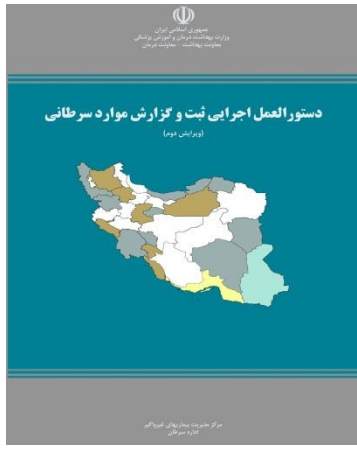 جمهوری اسلامی ایران
وزارت بهداشت درمان و آموزش پزشکی
معاونت بهداشت - معاونت درمان
دستورالعمل اجرایی ثبت و گزارش موارد سرطانی
(ویرایش دوم)
مرکز مدیریت بیماریهای غیرواگیر
اداره سرطان